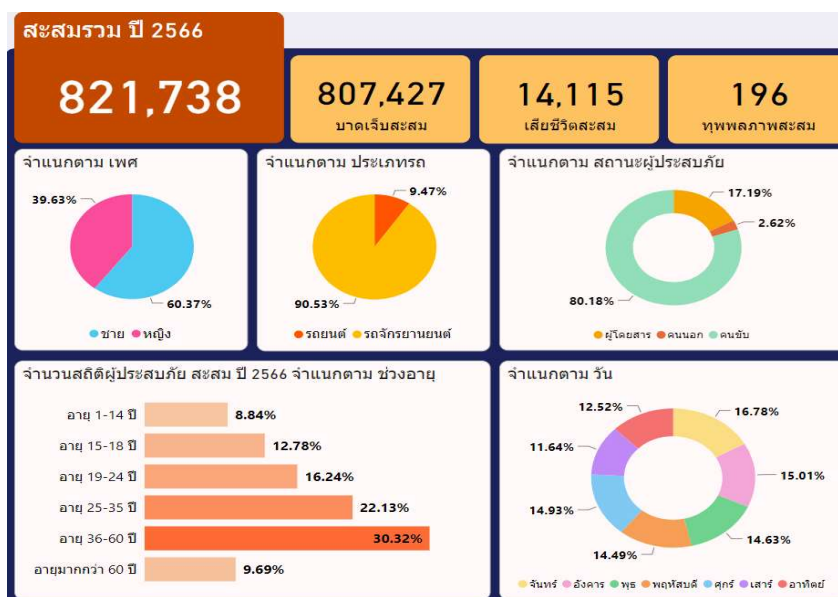 สะสมรวม ปี 2566
821,738
807,427
บาดเจ็บสะสม
14,115
เสียชีวิตสะสม
196
ทุพพลภาพสะสม
จำแนกตาม เพศ
39.63%
60.37%
ชาย หญิง
จำแนกตาม ประเภทรถ
9.47%
90.53%
รถยนต์ รถจักรยานยนต์
จำแนกตาม สถานะผู้ประสบภัย
17.19%
2.62%
80.18%
ผู้โดยสาร คนนอก คนขับ
จำนวนสถิติผู้ประสบภัย สะสม ปี 2566 จำแนกตาม ช่วงอายุ
อายุ 1-14 ปี 8.84%
อายุ 15-18 ปี 12.78%
อายุ 19-24 ปี 16.24%
อายุ 25-35 ปี 22.13%
อายุ 36-60 ปี 30.32%
อายุมากกว่า 60 ปี 9.69%
จำแนกตาม วัน
12.52%
16.78%
11.64%
15.01%
14.93%
14.63%
14.49%
จันทร์ อังคาร พุธ พฤหัสบดี ศุกร์ เสาร์ อาทิตย์